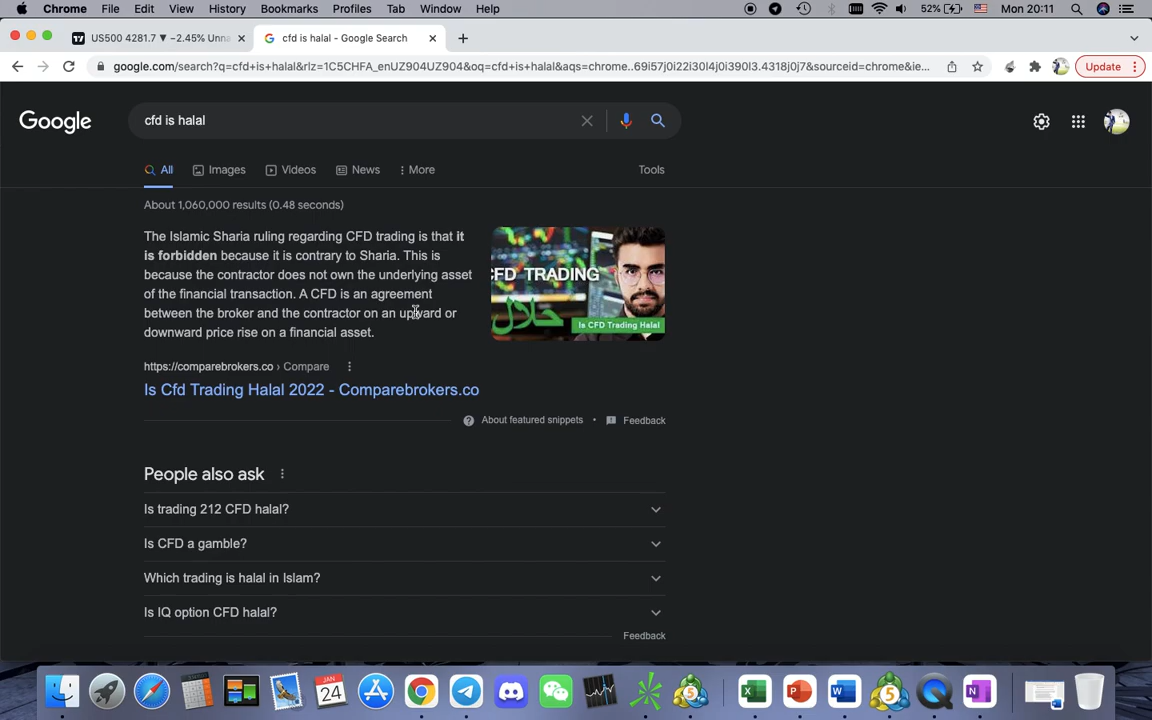 Chrome File Edit View History Bookmarks Profiles Tab Window Help 52% Mon 20:11
US500 4281.7 ▼ −2.45% Unna
cfd is halal - Google Search
google.com/search?q=cfd+is+halal&rlz=1C5CHFA_enUZ904UZ904&oq=cfd+is+halal&aqs=chrome..69i57j0i22i30l4j0i390l3.4318j0j7&sourceid=chrome&ie... Update
Google
cfd is halal
All Images Videos News More Tools
About 1,060,000 results (0.48 seconds)
The Islamic Sharia ruling regarding CFD trading is that it
is forbidden because it is contrary to Sharia. This is
because the contractor does not own the underlying asset
of the financial transaction. A CFD is an agreement
between the broker and the contractor on an upward or
downward price rise on a financial asset.
FD TRADING
حلال
Is CFD Trading Halal
https://comparebrokers.co › Compare
Is Cfd Trading Halal 2022 - Comparebrokers.co
About featured snippets • Feedback
People also ask
Is trading 212 CFD halal?
Is CFD a gamble?
Which trading is halal in Islam?
Is IQ option CFD halal?
Feedback
JAN
24